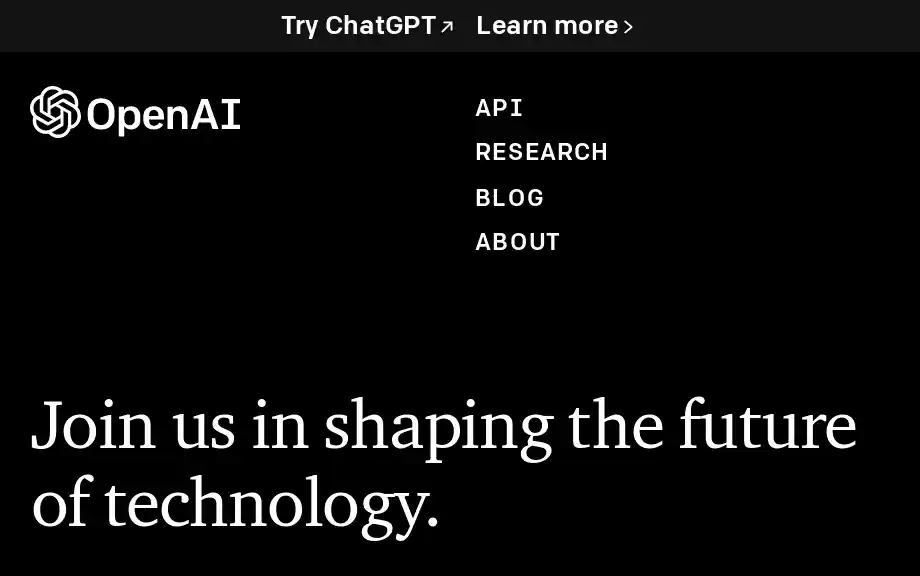 Try ChatGPT↗ Learn more >
OpenAI
API
RESEARCH
BLOG
ABOUT
Join us in shaping the future
of technology.